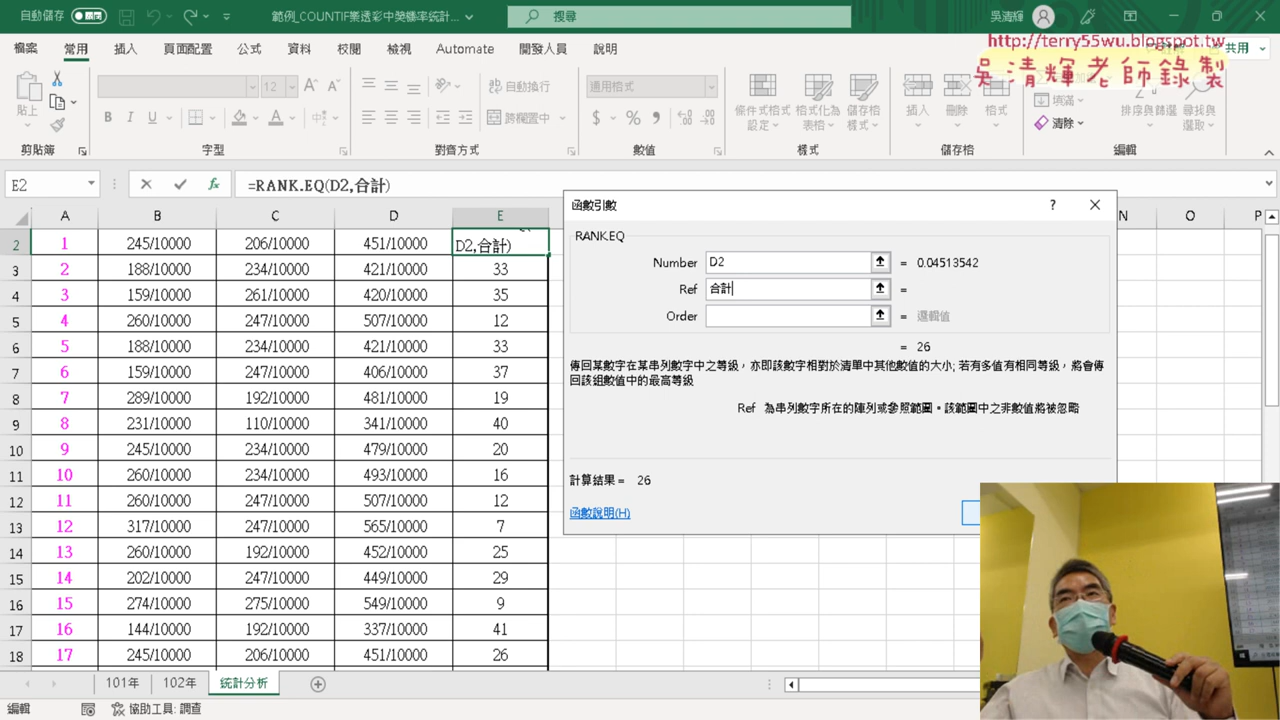 自動儲存
範例_COUNTIF樂透彩中獎機率統計...
搜尋
吳清輝
http://terry55wu.blogspot.tw
吳清輝老師錄製
檔案 常用 插入 頁面配置 公式 資料 校閱 檢視 Automate 開發人員 說明 共用
貼上
12
自動換行
跨欄置中
通用格式
條件式格式設定
格式化為表格
儲存格樣式
插入 刪除 格式
填滿
清除
排序與篩選
尋找與選取
剪貼簿 字型 對齊方式 數值 樣式 儲存格 編輯
E2
=RANK.EQ(D2,合計)
A B C D E N O P
2 1 245/10000 206/10000 451/10000 D2,合計)
3 2 188/10000 234/10000 421/10000 33
4 3 159/10000 261/10000 420/10000 35
5 4 260/10000 247/10000 507/10000 12
6 5 188/10000 234/10000 421/10000 33
7 6 159/10000 247/10000 406/10000 37
8 7 289/10000 192/10000 481/10000 19
9 8 231/10000 110/10000 341/10000 40
10 9 245/10000 234/10000 479/10000 20
11 10 260/10000 234/10000 493/10000 16
12 11 260/10000 247/10000 507/10000 12
13 12 317/10000 247/10000 565/10000 7
14 13 260/10000 192/10000 452/10000 25
15 14 202/10000 247/10000 449/10000 29
16 15 274/10000 275/10000 549/10000 9
17 16 144/10000 192/10000 337/10000 41
18 17 245/10000 206/10000 451/10000 26
函數引數
RANK.EQ
Number D2 = 0.04513542
Ref 合計 =
Order = 邏輯值
= 26
傳回某數字在某串列數字中之等級，亦即該數字相對於清單中其他數值的大小; 若有多值有相同等級，將會傳
回該組數值中的最高等級
Ref 為串列數字所在的陣列或參照範圍。該範圍中之非數值將被忽略
計算結果 = 26
函數說明(H)
101年 102年 統計分析
編輯 協助工具: 調查